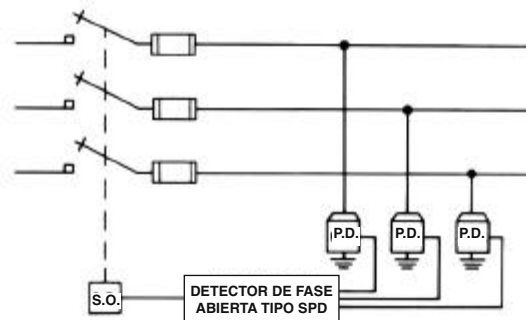 P.D. P.D. P.D.
S.O.
DETECTOR DE FASE
ABIERTA TIPO SPD